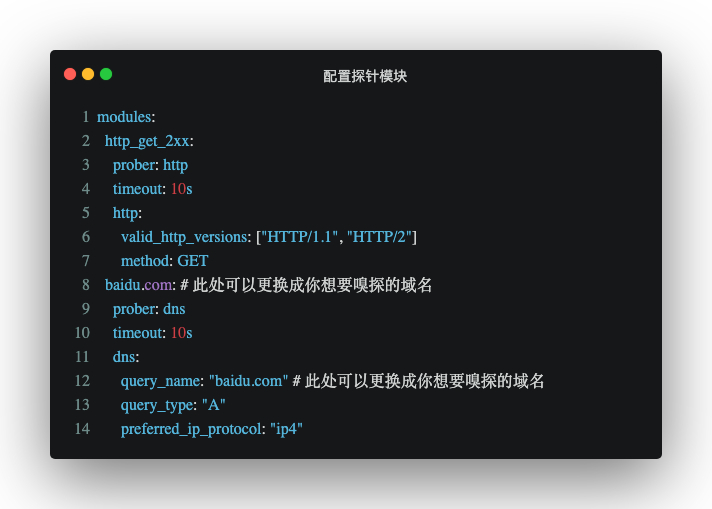 配置探针模块
1 modules:
2   http_get_2xx:
3     prober: http
4     timeout: 10s
5     http:
6       valid_http_versions: ["HTTP/1.1", "HTTP/2"]
7       method: GET
8   baidu.com: # 此处可以更换成你想要嗅探的域名
9     prober: dns
10     timeout: 10s
11     dns:
12       query_name: "baidu.com" # 此处可以更换成你想要嗅探的域名
13       query_type: "A"
14       preferred_ip_protocol: "ip4"